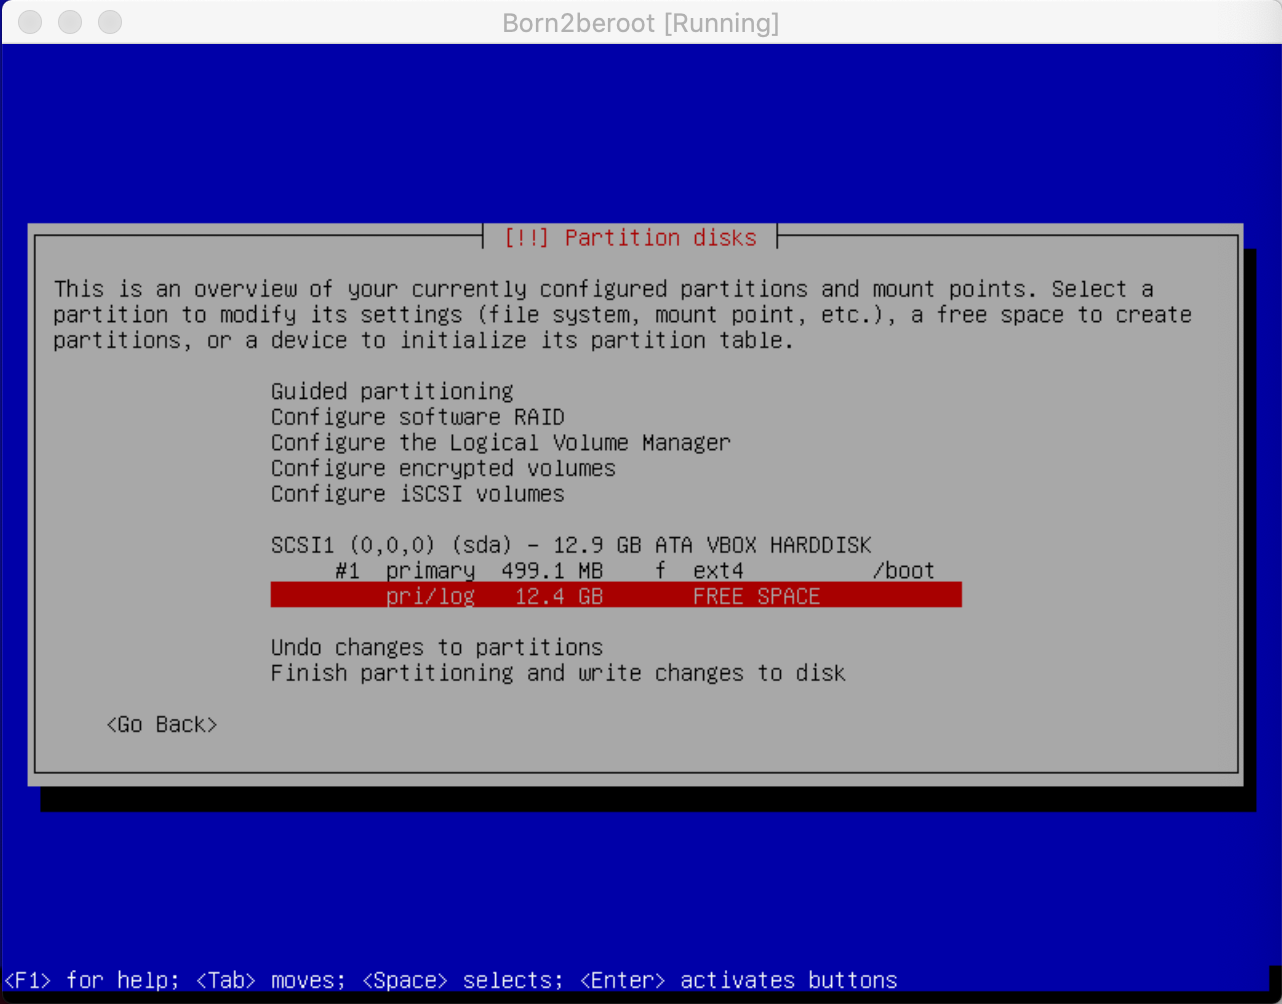 Born2beroot [Running]
[!!] Partition disks
This is an overview of your currently configured partitions and mount points. Select a
partition to modify its settings (file system, mount point, etc.), a free space to create
partitions, or a device to initialize its partition table.
Guided partitioning
Configure software RAID
Configure the Logical Volume Manager
Configure encrypted volumes
Configure iSCSI volumes
SCSI1 (0,0,0) (sda) - 12.9 GB ATA VBOX HARDDISK
#1 primary 499.1 MB f ext4 /boot
pri/log 12.4 GB FREE SPACE
Undo changes to partitions
Finish partitioning and write changes to disk
<Go Back>
<F1> for help; <Tab> moves; <Space> selects; <Enter> activates buttons